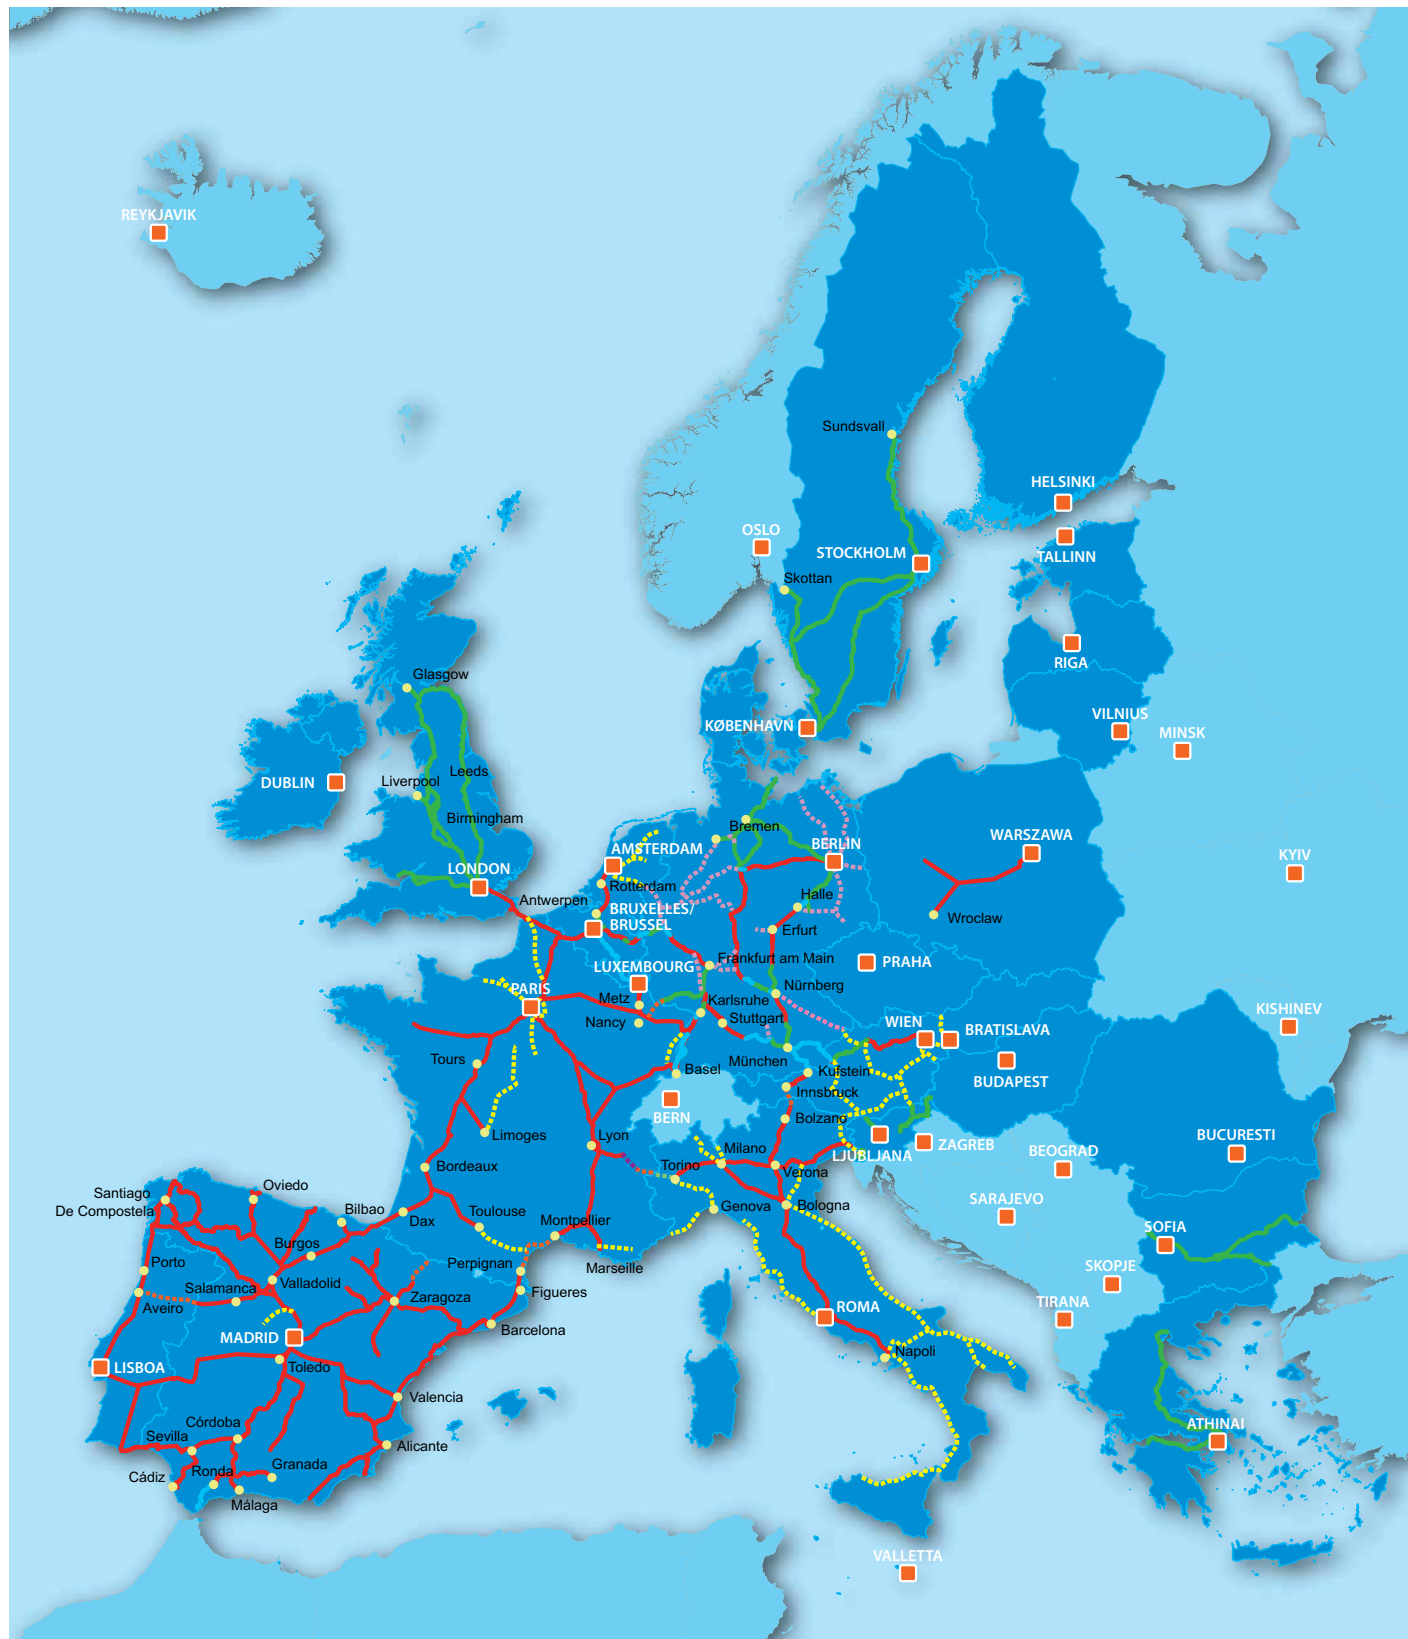 REYKJAVIK
Sundsvall
HELSINKI
OSLO
STOCKHOLM
TALLINN
Skottan
RIGA
Glasgow
KØBENHAVN
VILNIUS
MINSK
DUBLIN
Liverpool
Leeds
Birmingham
Bremen
AMSTERDAM
BERLIN
WARSZAWA
KYIV
LONDON
Rotterdam
Antwerpen
Halle
BRUXELLES/
BRUSSEL
Wroclaw
Erfurt
LUXEMBOURG
Frankfurt am Main
PRAHA
PARIS
Metz
Nürnberg
Karlsruhe
KISHINEV
Nancy
Stuttgart
WIEN
BRATISLAVA
Tours
München
Basel
Kufstein
BUDAPEST
Innsbruck
BERN
Limoges
Bolzano
Lyon
Milano
LJUBLJANA
ZAGREB
BEOGRAD
BUCURESTI
Bordeaux
Torino
Verona
Santiago
De Compostela
Oviedo
Bilbao
Dax
Toulouse
Genova
Bologna
SARAJEVO
Montpellier
SOFIA
Burgos
Porto
Perpignan
Marseille
SKOPJE
Salamanca
Valladolid
Figueres
Aveiro
Zaragoza
ROMA
TIRANA
MADRID
Barcelona
Napoli
LISBOA
Toledo
Valencia
Córdoba
ATHINAI
Sevilla
Alicante
Cádiz
Ronda
Granada
Málaga
VALLETTA